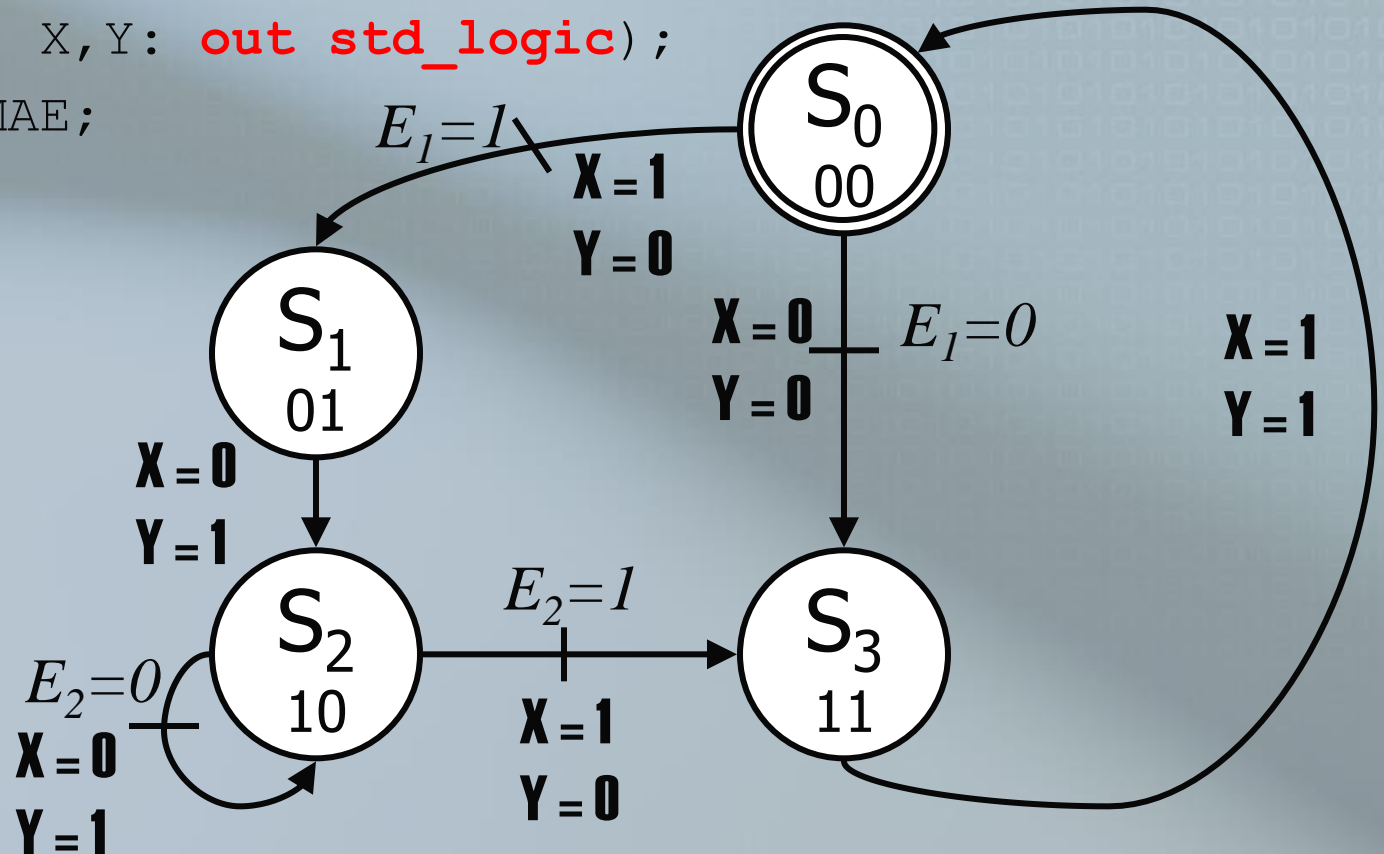 X,Y: out std_logic);
MAE;
E₁=1
X = 1
Y = 0
S₀
00
S₁
01
X = 0
Y = 0
E₁=0
X = 1
Y = 1
X = 0
Y = 1
S₂
10
E₂=1
S₃
11
E₂=0
X = 0
Y = 1
X = 1
Y = 0